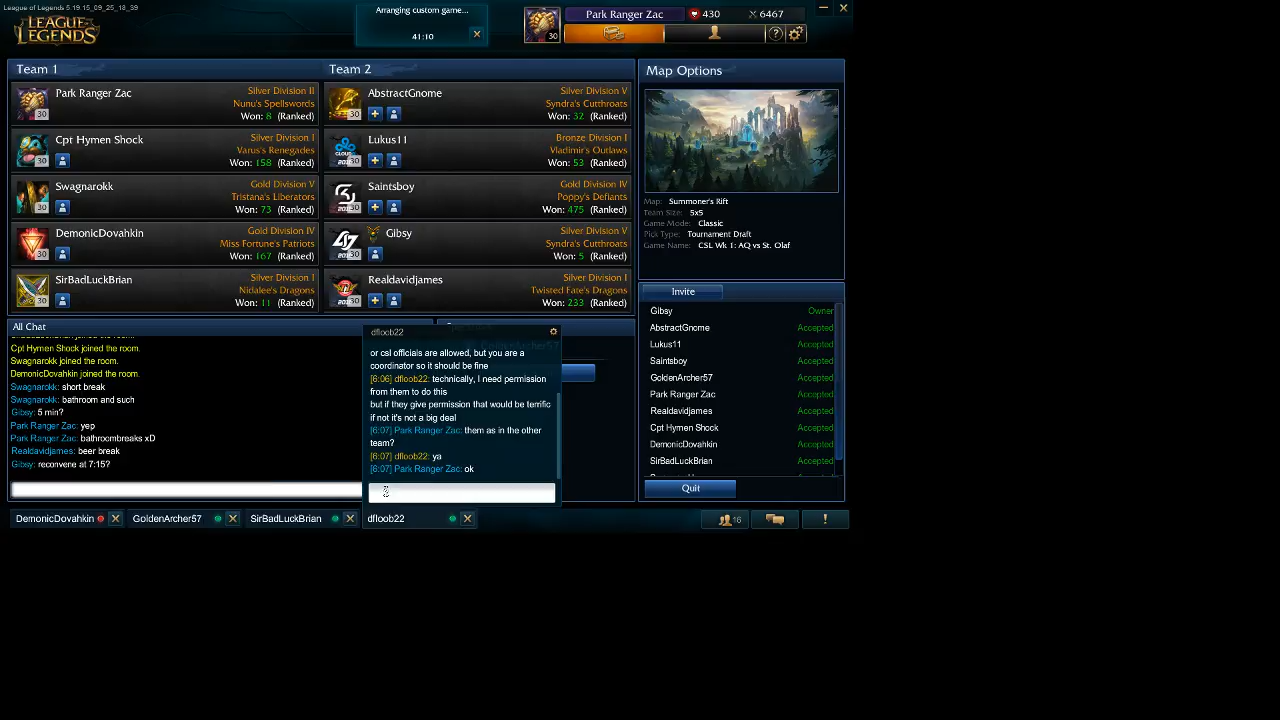 League of Legends 5.19.15_09_25_18_39
LEAGUE OF LEGENDS
Arranging custom game...
41:10
X
30
Park Ranger Zac
430
6467
?
Team 1
Park Ranger Zac
Silver Division II
Nunu's Spellswords
30
Won: 8 (Ranked)
Cpt Hymen Shock
Silver Division I
Varus's Renegades
30
Won: 158 (Ranked)
Swagnarokk
Gold Division V
Tristana's Liberators
30
Won: 73 (Ranked)
DemonicDovahkin
Gold Division IV
Miss Fortune's Patriots
30
Won: 167 (Ranked)
SirBadLuckBrian
Silver Division I
Nidalee's Dragons
30
Won: 11 (Ranked)
Team 2
AbstractGnome
Silver Division V
Syndra's Cutthroats
30
Won: 32 (Ranked)
Lukus11
Bronze Division I
Vladimir's Outlaws
30
Won: 53 (Ranked)
Saintsboy
Gold Division IV
Poppy's Defiants
30
Won: 475 (Ranked)
Gibsy
Silver Division V
Syndra's Cutthroats
30
Won: 5 (Ranked)
Realdavidjames
Silver Division I
Twisted Fate's Dragons
30
Won: 233 (Ranked)
Map Options
Map: Summoner's Rift
Team Size: 5x5
Game Mode: Classic
Pick Type: Tournament Draft
Game Name: CSL Wk 1: AQ vs St. Olaf
Invite
Gibsy Owner
AbstractGnome Accepted
Lukus11 Accepted
Saintsboy Accepted
GoldenArcher57 Accepted
Park Ranger Zac Accepted
Realdavidjames Accepted
Cpt Hymen Shock Accepted
DemonicDovahkin Accepted
SirBadLuckBrian Accepted
Quit
All Chat
Cpt Hymen Shock joined the room.
Swagnarokk joined the room.
DemonicDovahkin joined the room.
Swagnarokk: short break
Swagnarokk: bathroom and such
Gibsy: 5 min?
Park Ranger Zac: yep
Park Ranger Zac: bathroombreaks xD
Realdavidjames: beer break
Gibsy: reconvene at 7:15?
dfloob22
or csl officials are allowed, but you are a
coordinator so it should be fine
[6:06] dfloob22: technically, I need permission
from them to do this
but if they give permission that would be terrific
if not it's not a big deal
[6:07] Park Ranger Zac: them as in the other
team?
[6:07] dfloob22: ya
[6:07] Park Ranger Zac: ok
DemonicDovahkin
GoldenArcher57
SirBadLuckBrian
dfloob22
16
!